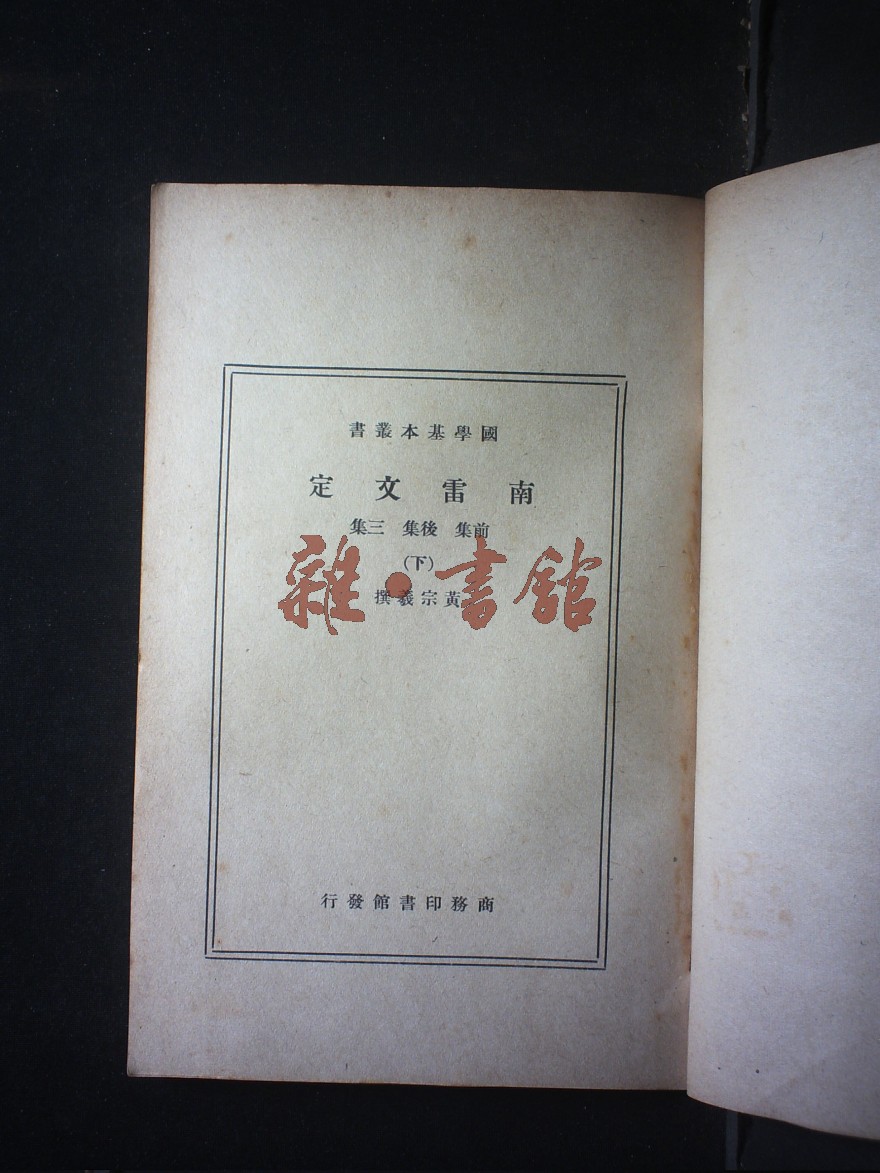 國學基本叢書
南雷文定
前集 後集 三集
(下)
黃宗羲撰
雜·書館
商務印書館發行